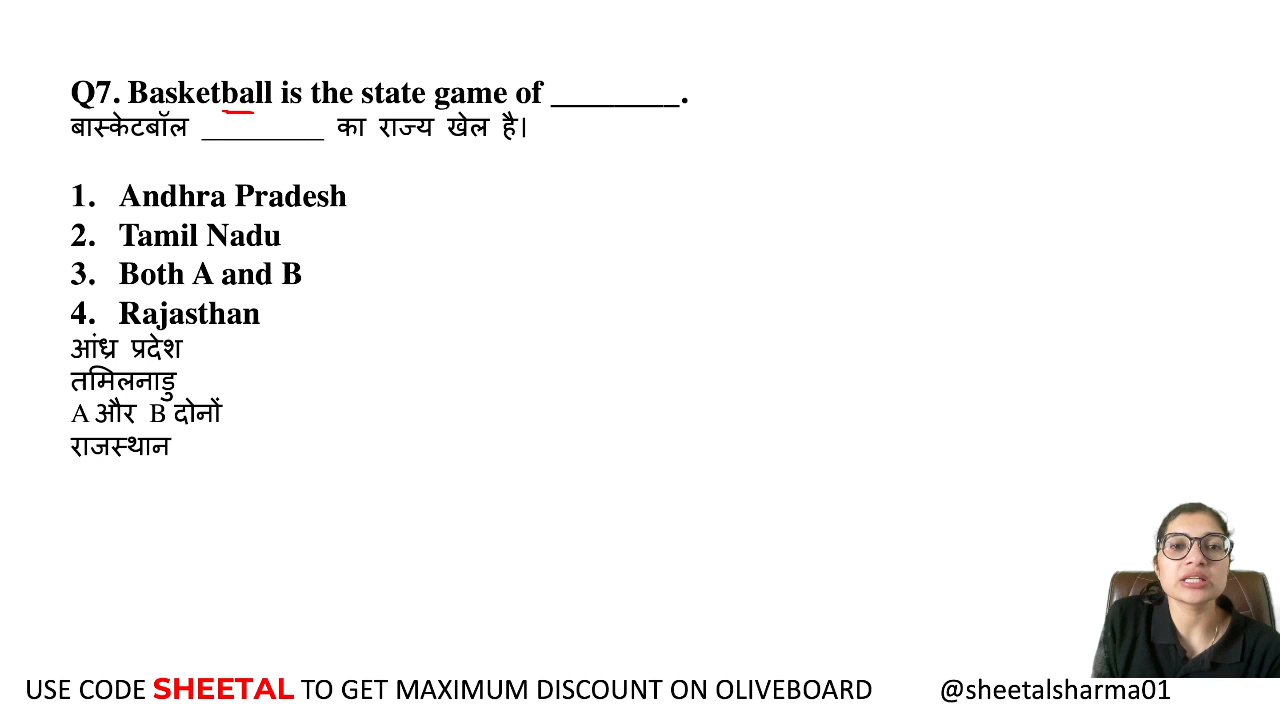 Q7. Basketball is the state game of ________.
बास्केटबॉल _________ का राज्य खेल है।
1. Andhra Pradesh
2. Tamil Nadu
3. Both A and B
4. Rajasthan
आंध्र प्रदेश
तमिलनाडु
A और B दोनों
राजस्थान
USE CODE SHEETAL TO GET MAXIMUM DISCOUNT ON OLIVEBOARD @sheetalsharma01